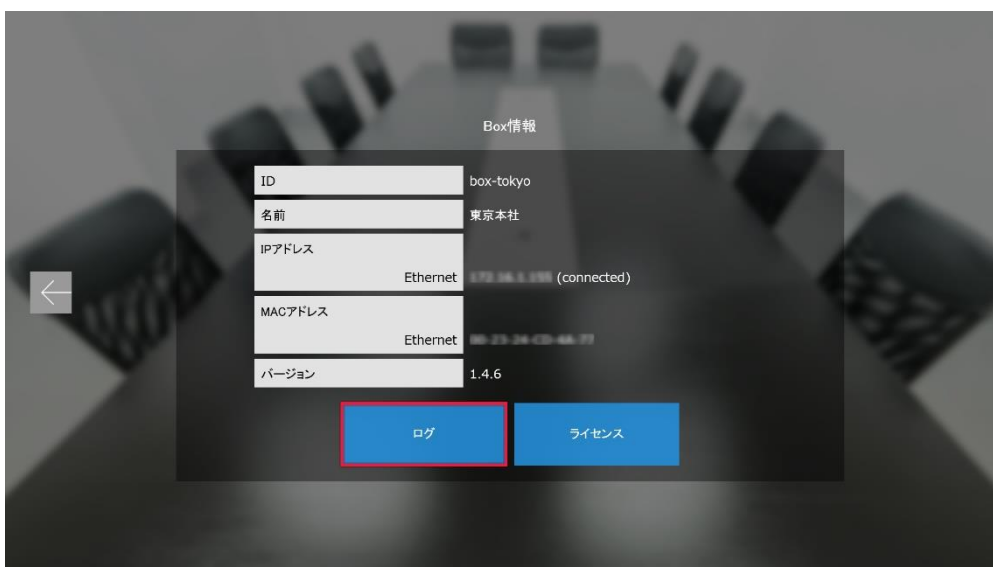 Box情報
ID box-tokyo
名前 東京本社
IPアドレス
Ethernet (connected)
MACアドレス
Ethernet
バージョン 1.4.6
ログ ライセンス